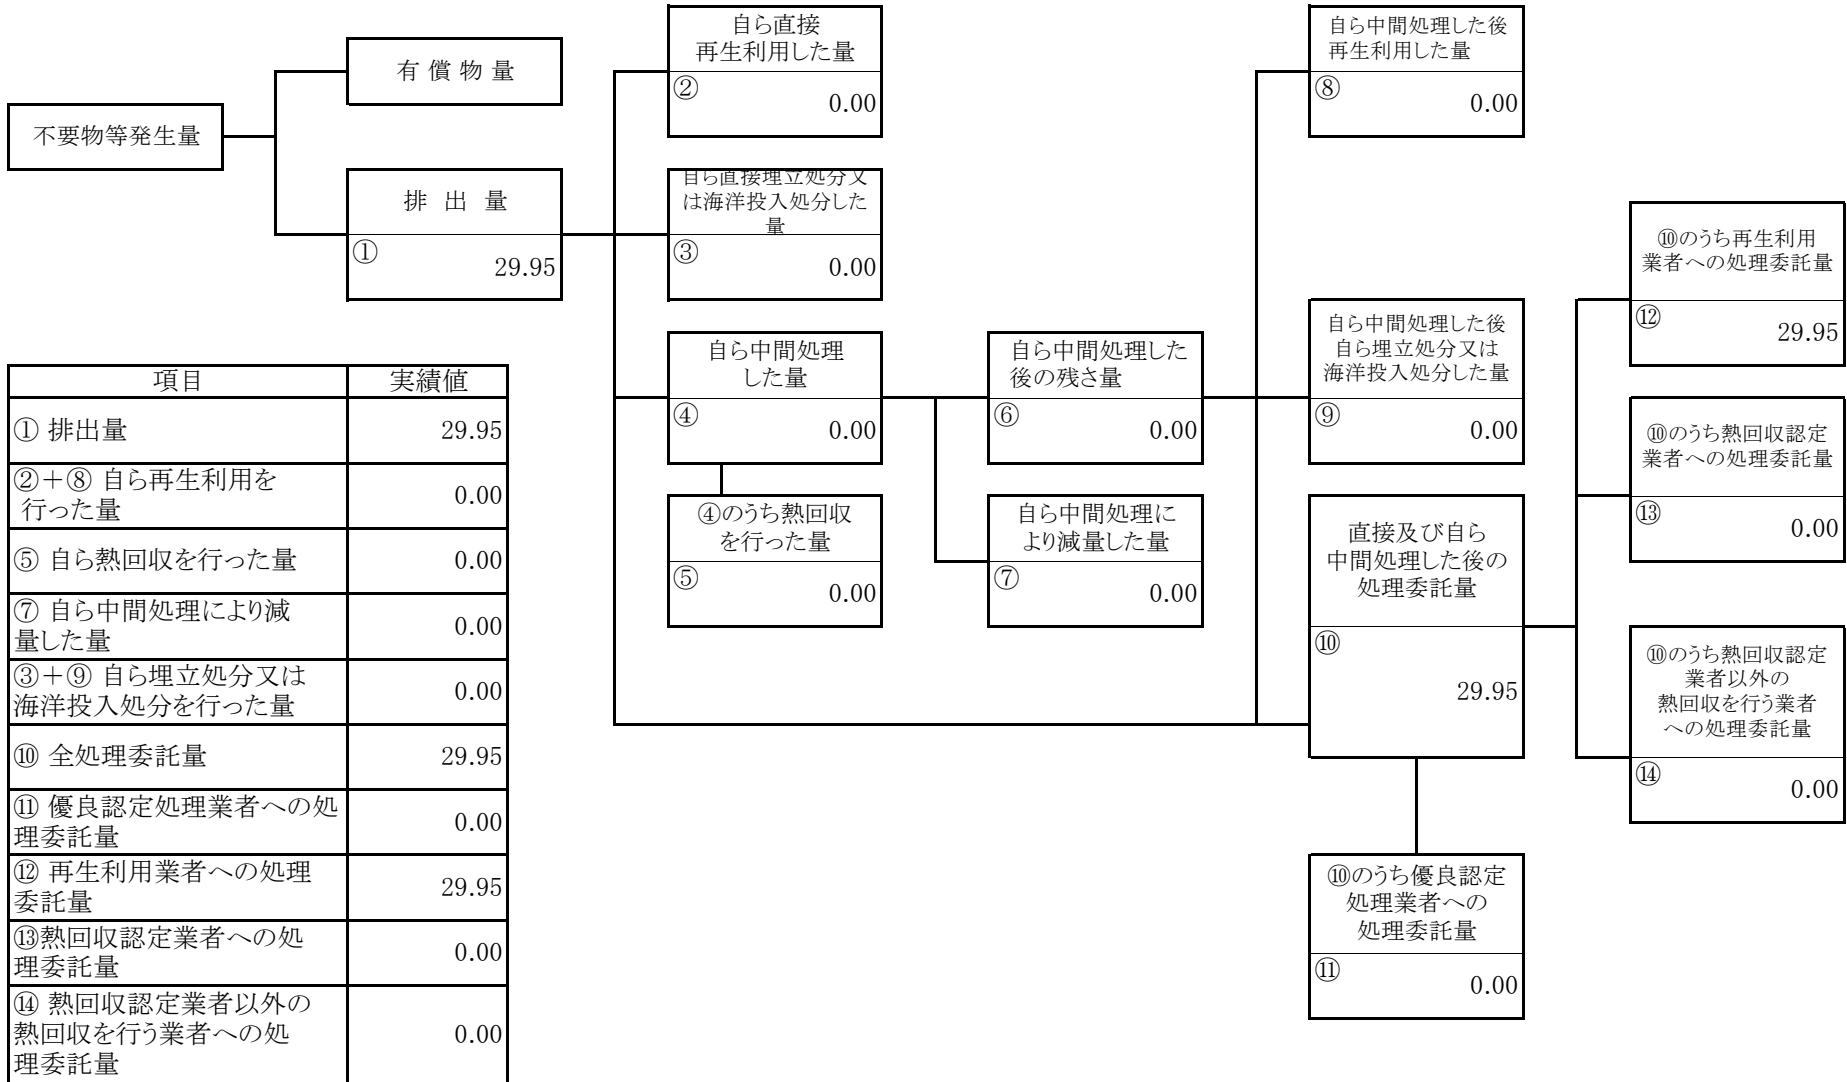 不要物等発生量
有 償 物 量
排 出 量
①
29.95
自ら直接
再生利用した量
②
0.00
自ら直接埋立処分又
は海洋投入処分した
量
③
0.00
自ら中間処理
した量
④
0.00
④のうち熱回収
を行った量
⑤
0.00
自ら中間処理した
後の残さ量
⑥
0.00
自ら中間処理に
より減量した量
⑦
0.00
自ら中間処理した後
再生利用した量
⑧
0.00
自ら中間処理した後
自ら埋立処分又は
海洋投入処分した量
⑨
0.00
直接及び自ら
中間処理した後の
処理委託量
⑩
29.95
⑩のうち優良認定
処理業者への
処理委託量
⑪
0.00
⑩のうち再生利用
業者への処理委託量
⑫
29.95
⑩のうち熱回収認定
業者への処理委託量
⑬
0.00
⑩のうち熱回収認定
業者以外の
熱回収を行う業者
への処理委託量
⑭
0.00
項目 実績値
① 排出量 29.95
②＋⑧ 自ら再生利用を
行った量 0.00
⑤ 自ら熱回収を行った量 0.00
⑦ 自ら中間処理により減
量した量 0.00
③＋⑨ 自ら埋立処分又は
海洋投入処分を行った量 0.00
⑩ 全処理委託量 29.95
⑪ 優良認定処理業者への処
理委託量 0.00
⑫ 再生利用業者への処理
委託量 29.95
⑬熱回収認定業者への処
理委託量 0.00
⑭ 熱回収認定業者以外の
熱回収を行う業者への処
理委託量 0.00